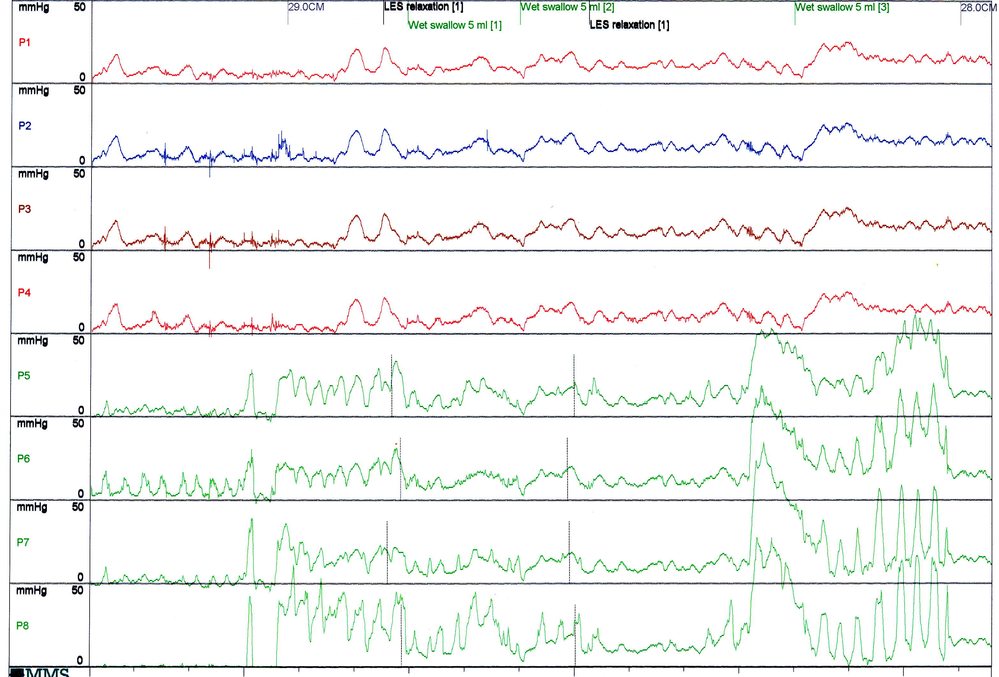 mmHg 50 29.0CM LES relaxation [1] Wet swallow 5 ml [2] Wet swallow 5 ml [3] 28.0CM
Wet swallow 5 ml [1] LES relaxation [1]
P1
0
mmHg 50
P2
0
mmHg 50
P3
0
mmHg 50
P4
0
mmHg 50
P5
0
mmHg 50
P6
0
mmHg 50
P7
0
mmHg 50
P8
0
MMS